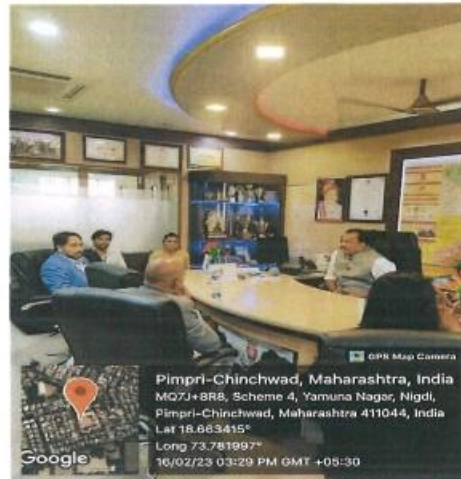 GPS Map Camera
Pimpri-Chinchwad, Maharashtra, India
MQ7J+8R8, Scheme 4, Yamuna Nagar, Nigdi,
Pimpri-Chinchwad, Maharashtra 411044, India
Lat 18.663415°
Long 73.781997°
16/02/23 03:29 PM GMT +05:30
Google